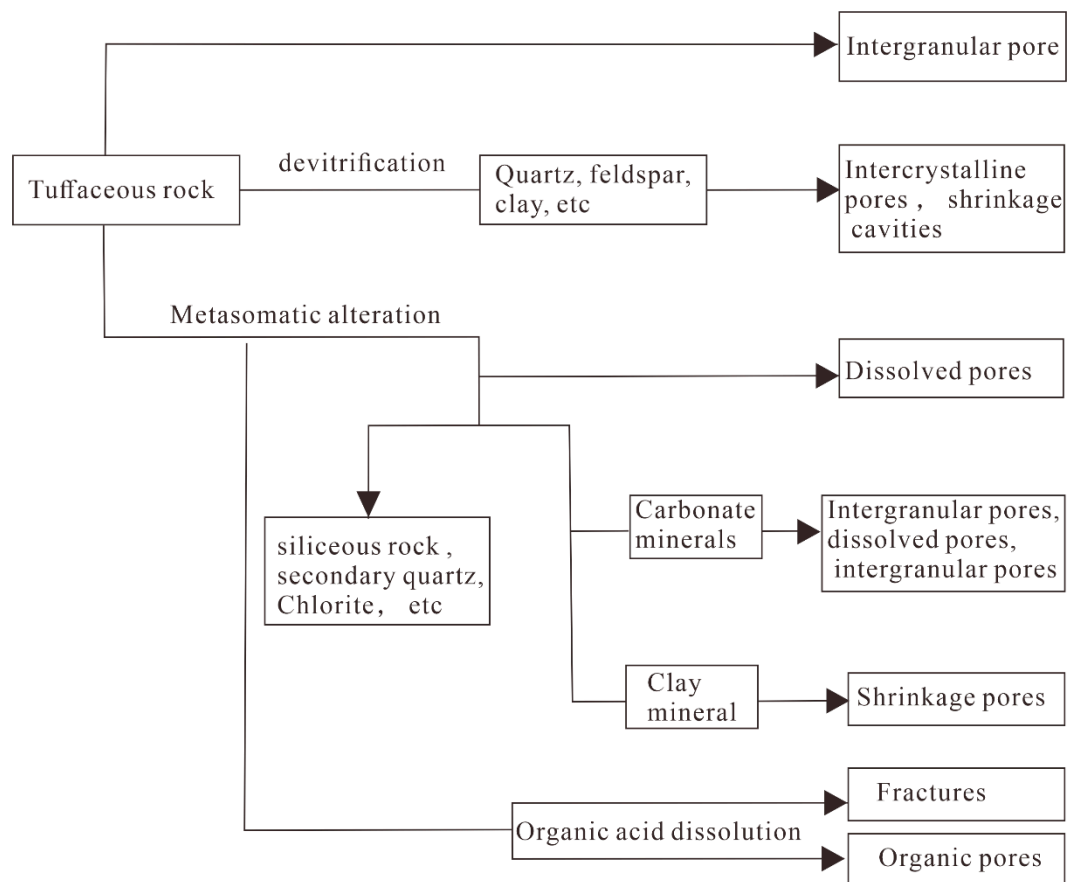 Intergranular pore
Tuffaceous rock
devitrification
Quartz, feldspar,
clay, etc
Intercrystalline
pores , shrinkage
cavities
Metasomatic alteration
Dissolved pores
siliceous rock ,
secondary quartz,
Chlorite, etc
Carbonate
minerals
Intergranular pores,
dissolved pores,
intergranular pores
Clay
mineral
Shrinkage pores
Organic acid dissolution
Fractures
Organic pores